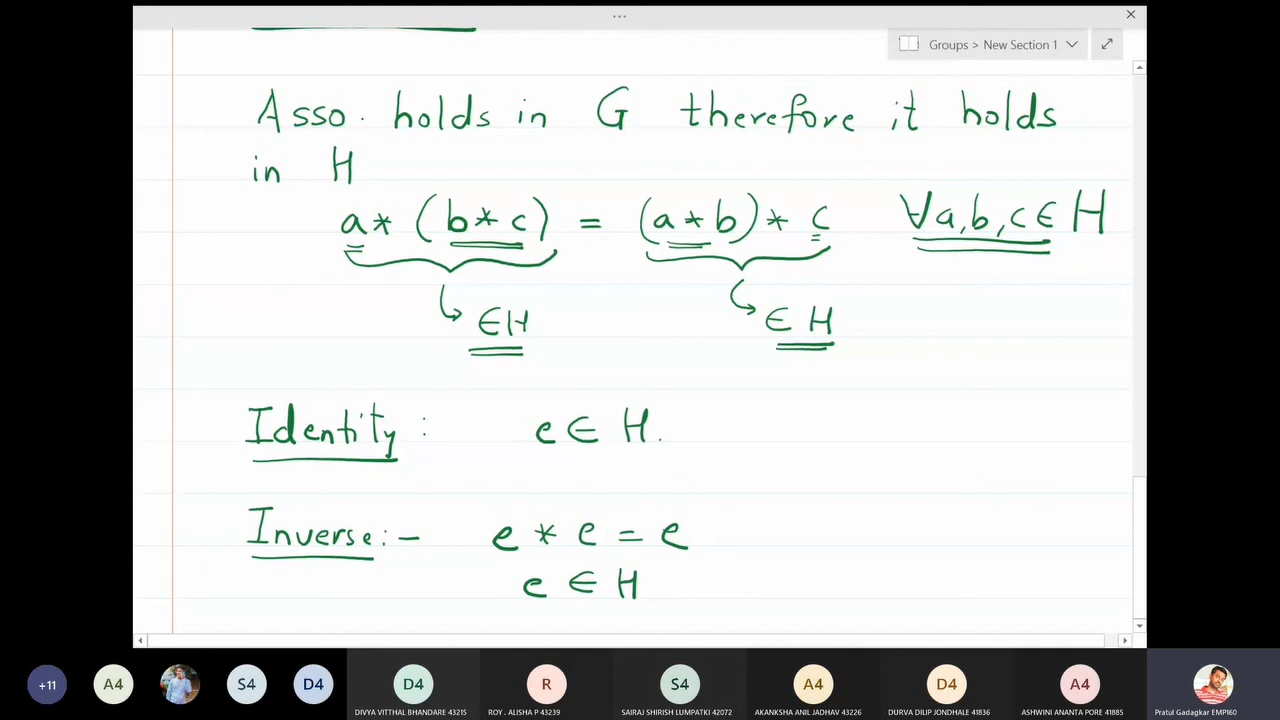 Groups > New Section 1
Asso. holds in G therefore it holds
in H
a * (b * c) = (a * b) * c ∀a,b,c ∈ H
∈H ∈ H
Identity : e ∈ H.
Inverse :- e * e = e
e ∈ H
+11 A4 S4 D4 D4 R S4 A4 D4 A4
DIVYA VITTHAL BHANDARE 43215 ROY . ALISHA P 43239 SAIRAJ SHIRISH LUMPATKI 42072 AKANKSHA ANIL JADHAV 43226 DURVA DILIP JONDHALE 41836 ASHWINI ANANTA PORE 41885 Pratul Gadagkar EMP160